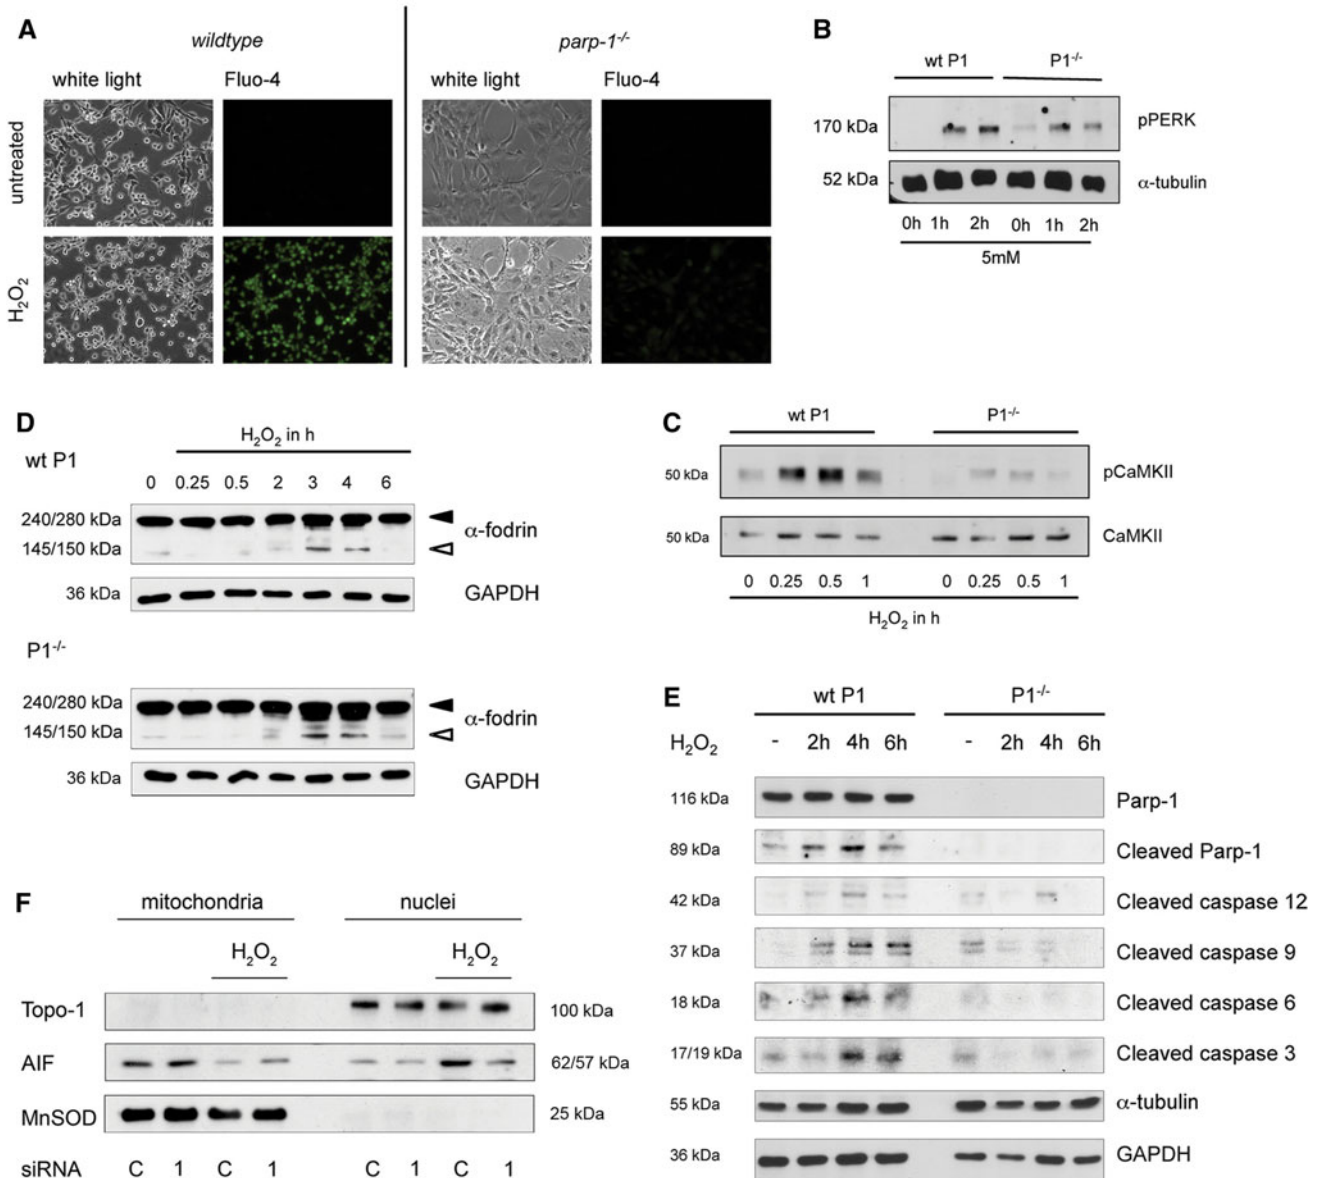 A
wildtype
parp-1-/-
white light
Fluo-4
white light
Fluo-4
untreated
H2O2
B
wt P1
P1-/-
170 kDa
pPERK
52 kDa
α-tubulin
0h 1h 2h 0h 1h 2h
5mM
D
H2O2 in h
wt P1
0 0.25 0.5 2 3 4 6
240/280 kDa
α-fodrin
145/150 kDa
36 kDa
GAPDH
P1-/-
240/280 kDa
α-fodrin
145/150 kDa
36 kDa
GAPDH
C
wt P1
P1-/-
50 kDa
pCaMKII
50 kDa
CaMKII
0 0.25 0.5 1 0 0.25 0.5 1
H2O2 in h
E
wt P1
P1-/-
H2O2 - 2h 4h 6h - 2h 4h 6h
116 kDa Parp-1
89 kDa Cleaved Parp-1
42 kDa Cleaved caspase 12
37 kDa Cleaved caspase 9
18 kDa Cleaved caspase 6
17/19 kDa Cleaved caspase 3
55 kDa α-tubulin
36 kDa GAPDH
F
mitochondria
nuclei
H2O2
H2O2
Topo-1 100 kDa
AIF 62/57 kDa
MnSOD 25 kDa
siRNA C 1 C 1 C 1 C 1